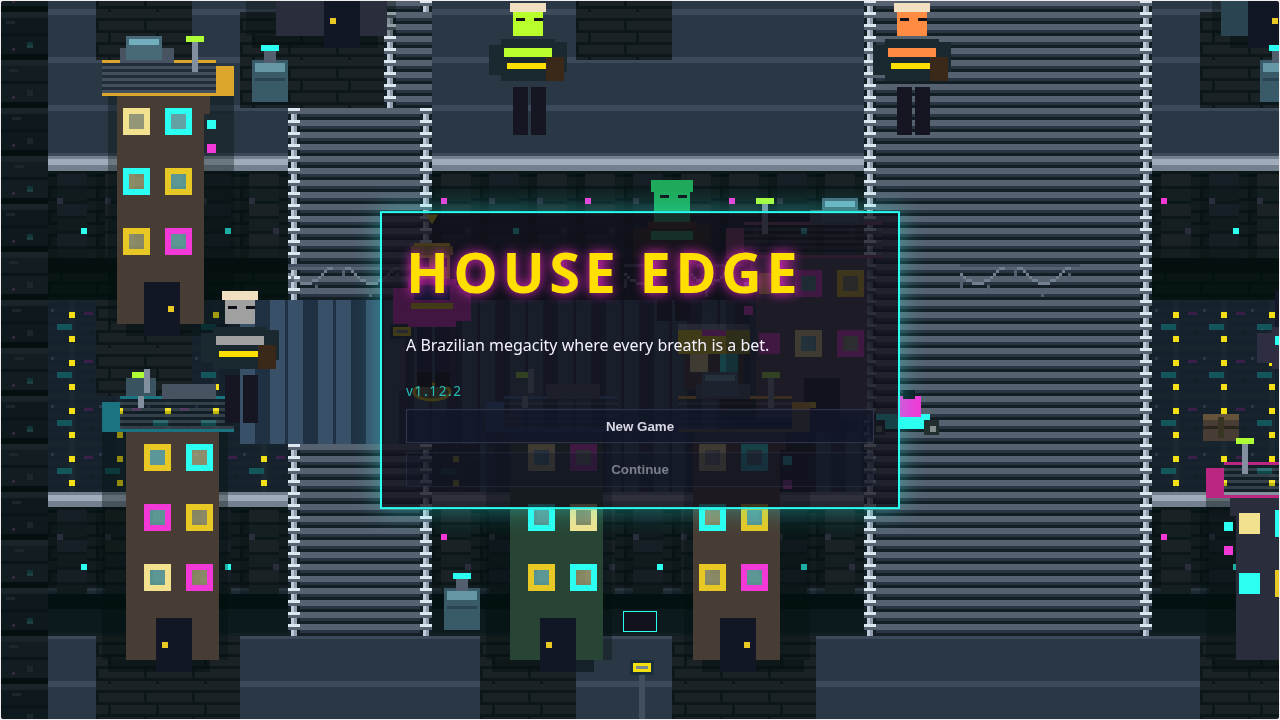 HOUSE EDGE
A Brazilian megacity where every breath is a bet.
v1.12.2
New Game
Continue